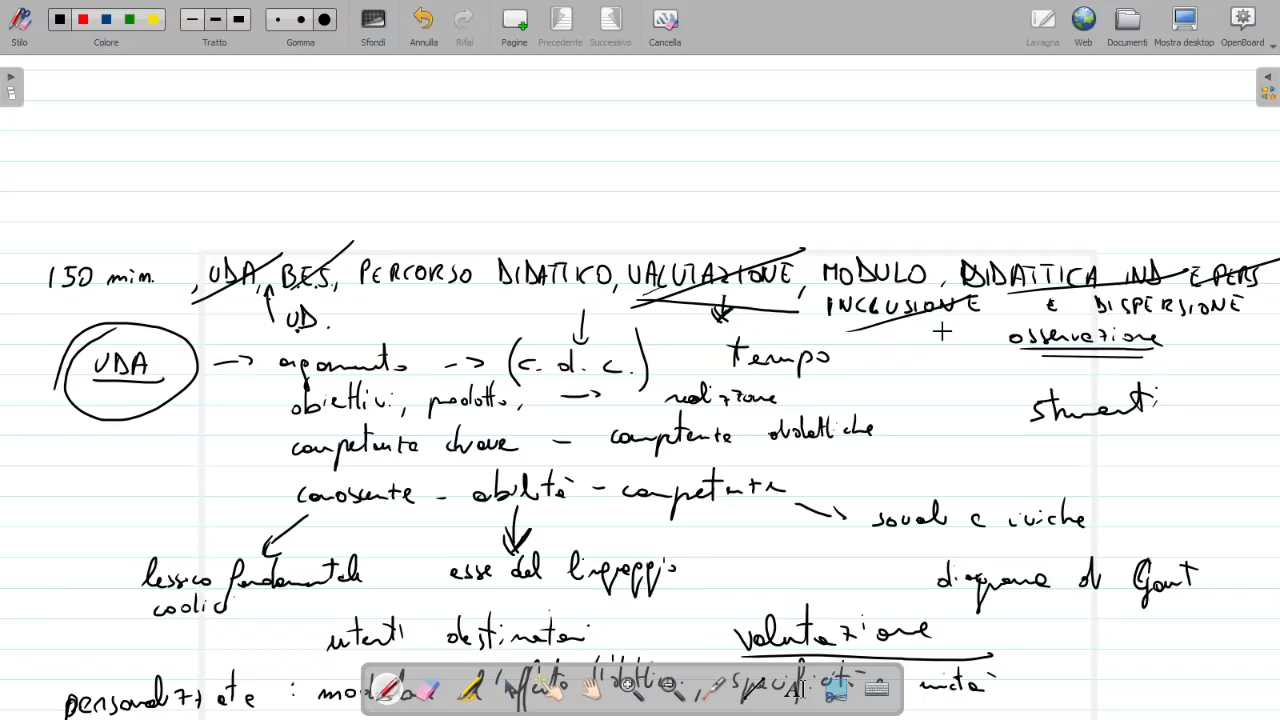 Stilo Colore Tratto Gomma Sfondi Annulla Rifai Pagine Precedente Successivo Cancella Lavagna Web Documenti Mostra desktop OpenBoard
150 min. , UDA, B.E.S, PERCORSO DIDATTICO, VALUTAZIONE, MODULO, DIDATTICA IND E PERS
UD. INCLUSIONE E DISPERSIONE
UDA → argomento → (c. d. c.) tempo osservazione
obiettivi, prodotto, → strumenti
competenze chiave - competenze didattiche
conoscenze - abilità - competenze
sociali e civiche
lessico fondamentale esse del linguaggio diagramma di Gant
utenti destinatari valutazione
personalizzate :